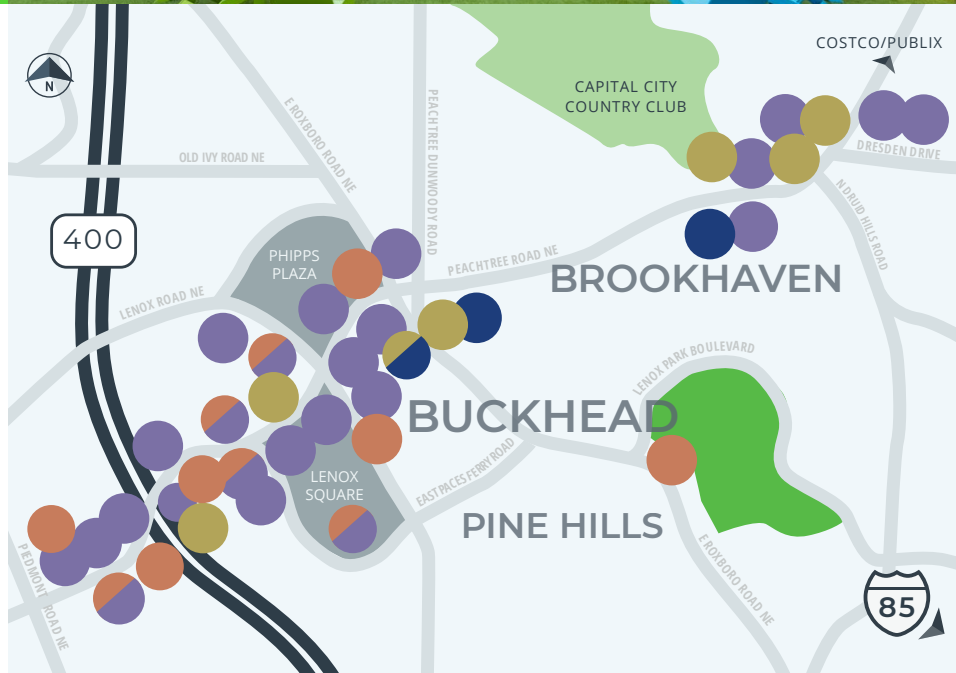 COSTCO/PUBLIX
CAPITAL CITY
COUNTRY CLUB
N
E ROXBORO ROAD NE
PEACHTREE DUNWOODY ROAD
OLD IVY ROAD NE
DRESDEN DRIVE
N DRUID HILLS ROAD
400
PHIPPS
PLAZA
PEACHTREE ROAD NE
BROOKHAVEN
LENOX ROAD NE
LENOX PARK BOULEVARD
BUCKHEAD
EAST PACES FERRY ROAD
LENOX
SQUARE
PINE HILLS
PIEDMONT ROAD NE
E ROXBORO ROAD NE
85